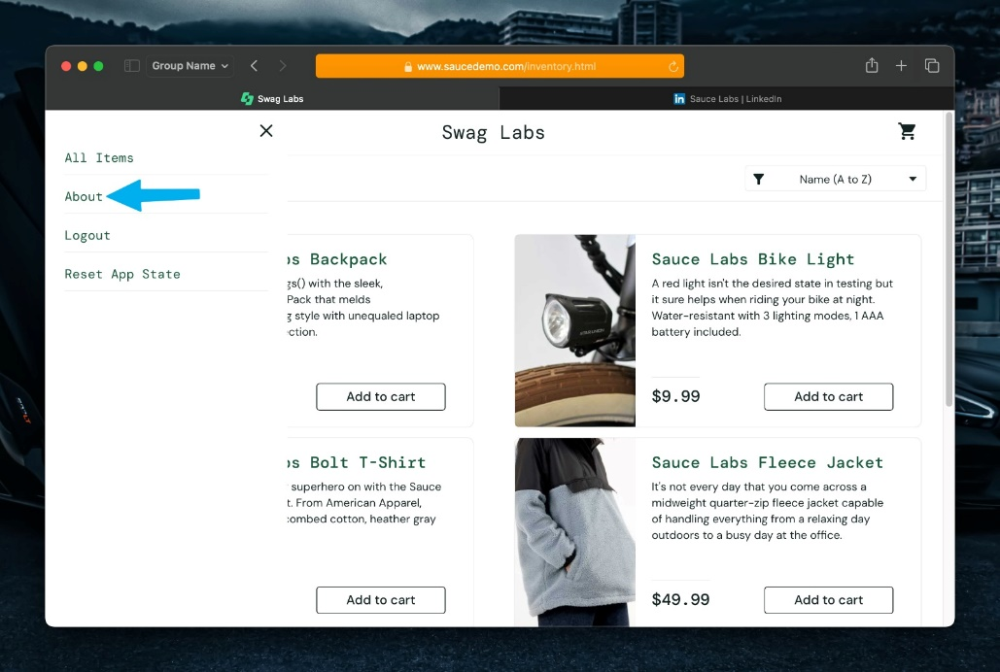 Group Name
www.saucedemo.com/inventory.html
Swag Labs
Sauce Labs | LinkedIn
All Items
About
Logout
Reset App State
Swag Labs
Name (A to Z)
Backpack
with the sleek,
Pack that melds
style with unequaled laptop
Add to cart
Sauce Labs Bike Light
A red light isn't the desired state in testing but
it sure helps when riding your bike at night.
Water-resistant with 3 lighting modes, 1 AAA
battery included.
$9.99
Add to cart
Bolt T-Shirt
superhero on with the Sauce
From American Apparel,
combed cotton, heather gray
Add to cart
Sauce Labs Fleece Jacket
It's not every day that you come across a
midweight quarter-zip fleece jacket capable
of handling everything from a relaxing day
outdoors to a busy day at the office.
$49.99
Add to cart